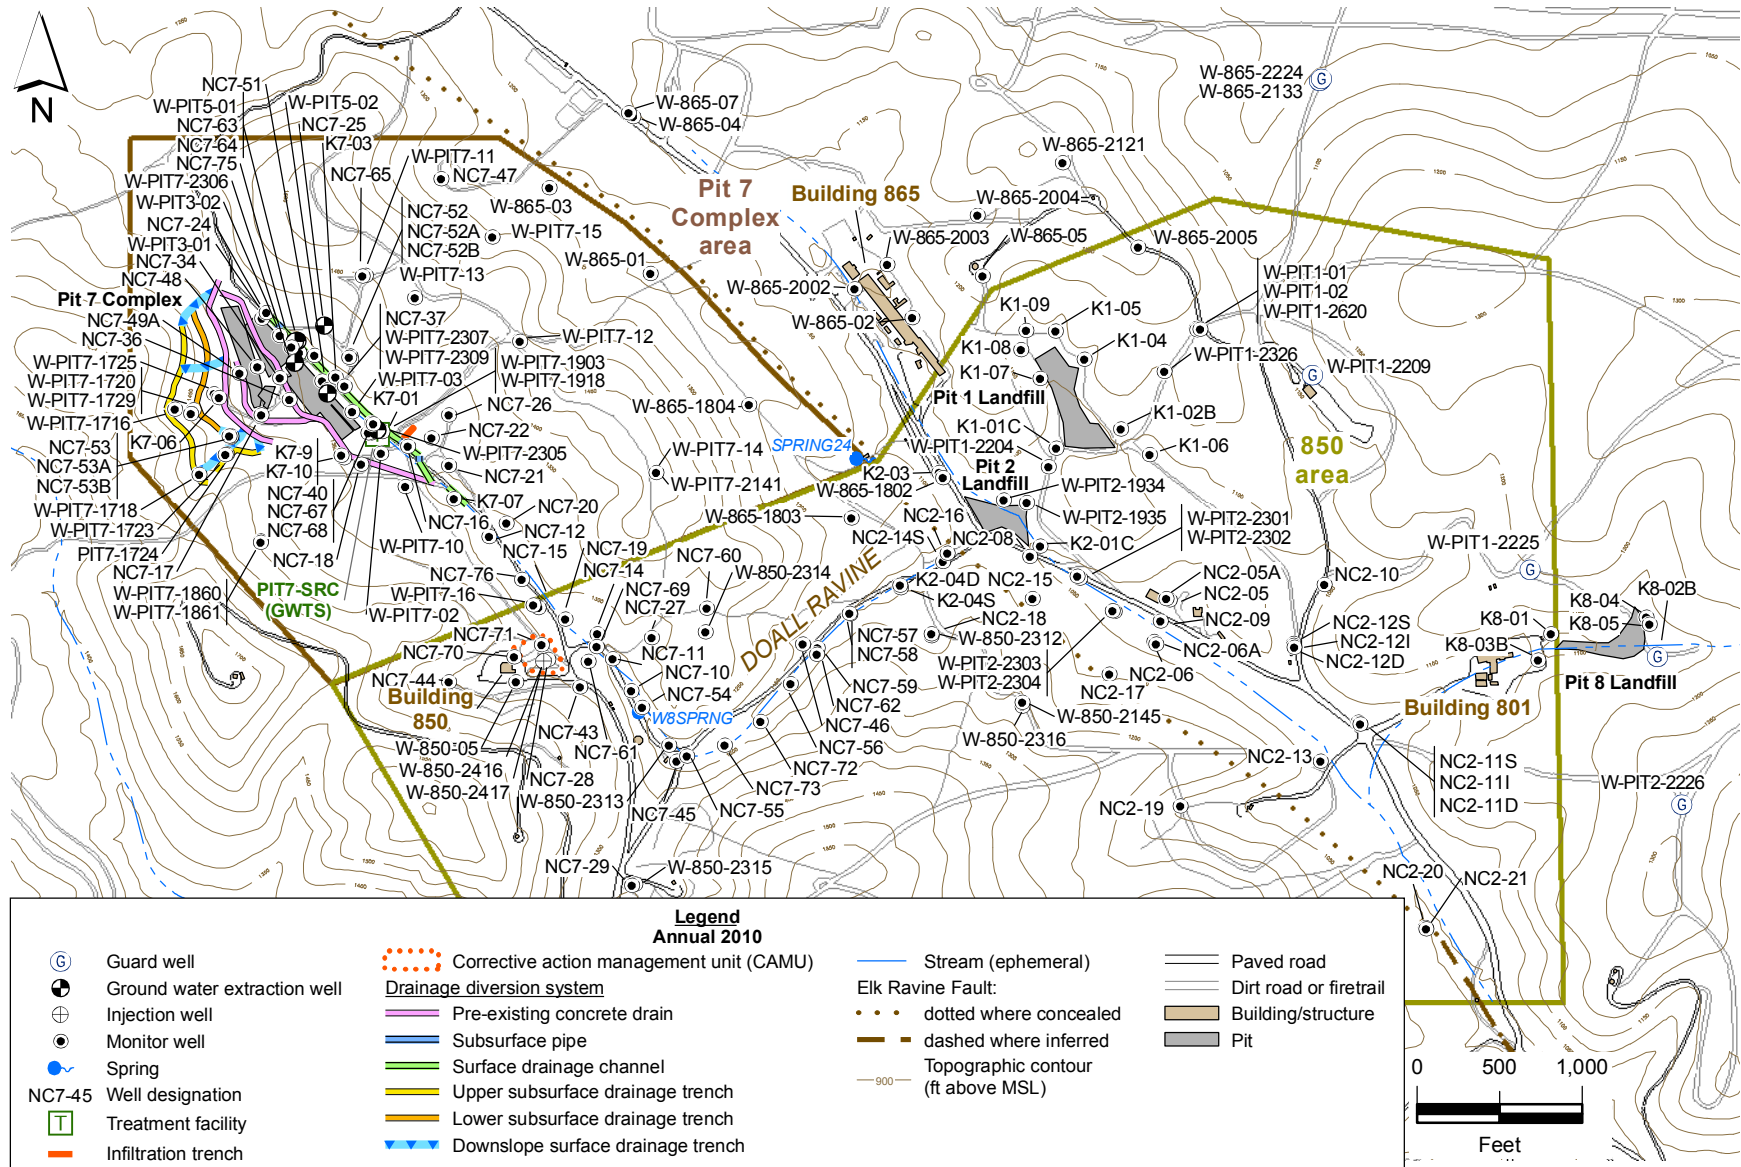 N
NC7-51
W-PIT5-01
W-PIT5-02
NC7-63
NC7-25
NC7-64
K7-03
NC7-75
W-PIT7-2306
NC7-65
W-PIT3-02
NC7-24
W-PIT3-01
NC7-34
NC7-48
Pit 7 Complex
NC7-49A
NC7-36
W-PIT7-1725
W-PIT7-1720
W-PIT7-1729
W-PIT7-1716
K7-06
NC7-53
NC7-53A
NC7-53B
W-PIT7-1718
W-PIT7-1723
PIT7-1724
NC7-17
W-PIT7-1860
W-PIT7-1861
W-PIT7-11
NC7-47
NC7-52
NC7-52A
NC7-52B
W-PIT7-13
W-865-07
W-865-04
W-865-03
W-PIT7-15
W-865-01
Pit 7
Complex
area
Building 865
W-865-2002
W-865-02
W-865-2003
W-865-2004
W-865-05
W-865-2121
W-865-2005
W-865-2224
W-865-2133
NC7-37
W-PIT7-2307
W-PIT7-2309
W-PIT7-03
K7-01
W-PIT7-12
W-PIT7-1903
W-PIT7-1918
NC7-26
NC7-22
W-PIT7-2305
NC7-21
K7-07
NC7-20
NC7-16
NC7-12
NC7-15
W-PIT7-10
K7-9
K7-10
NC7-40
NC7-67
NC7-68
NC7-18
PIT7-SRC
(GWTS)
W-PIT7-02
NC7-76
W-PIT7-16
W-865-1804
SPRING24
W-PIT7-14
W-PIT7-2141
W-865-1803
W-865-1802
K2-03
K1-09
K1-05
K1-08
K1-04
K1-07
Pit 1 Landfill
K1-01C
W-PIT1-2204
K1-02B
K1-06
W-PIT1-01
W-PIT1-02
W-PIT1-2620
W-PIT1-2326
W-PIT1-2209
850
area
Pit 2
Landfill
W-PIT2-1934
W-PIT2-1935
K2-01C
W-PIT2-2301
W-PIT2-2302
NC2-16
NC2-14S
NC2-08
NC2-15
K2-04D
K2-04S
NC2-18
W-850-2312
W-PIT2-2303
W-PIT2-2304
NC2-05A
NC2-05
NC2-09
NC2-06A
NC2-06
NC2-17
W-850-2145
W-850-2316
NC2-10
W-PIT1-2225
NC2-12S
NC2-12I
NC2-12D
K8-01
K8-04
K8-02B
K8-05
K8-03B
Pit 8 Landfill
Building 801
NC2-13
NC2-19
NC2-11S
NC2-11I
NC2-11D
W-PIT2-2226
NC2-20
NC2-21
DOALL RAVINE
NC7-19
NC7-14
NC7-69
NC7-27
NC7-60
W-850-2314
NC7-11
NC7-10
NC7-54
W8SPRNG
NC7-57
NC7-58
NC7-59
NC7-62
NC7-46
NC7-56
NC7-72
NC7-73
NC7-55
NC7-45
NC7-71
NC7-70
NC7-44
Building
850
W-850-05
W-850-2416
W-850-2417
NC7-43
NC7-61
NC7-28
W-850-2313
NC7-29
W-850-2315
Legend
Annual 2010
G Guard well
Ground water extraction well
Injection well
Monitor well
Spring
NC7-45 Well designation
T Treatment facility
Infiltration trench
Corrective action management unit (CAMU)
Drainage diversion system
Pre-existing concrete drain
Subsurface pipe
Surface drainage channel
Upper subsurface drainage trench
Lower subsurface drainage trench
Downslope surface drainage trench
Stream (ephemeral)
Elk Ravine Fault:
dotted where concealed
dashed where inferred
900 Topographic contour
(ft above MSL)
Paved road
Dirt road or firetrail
Building/structure
Pit
0 500 1,000
Feet